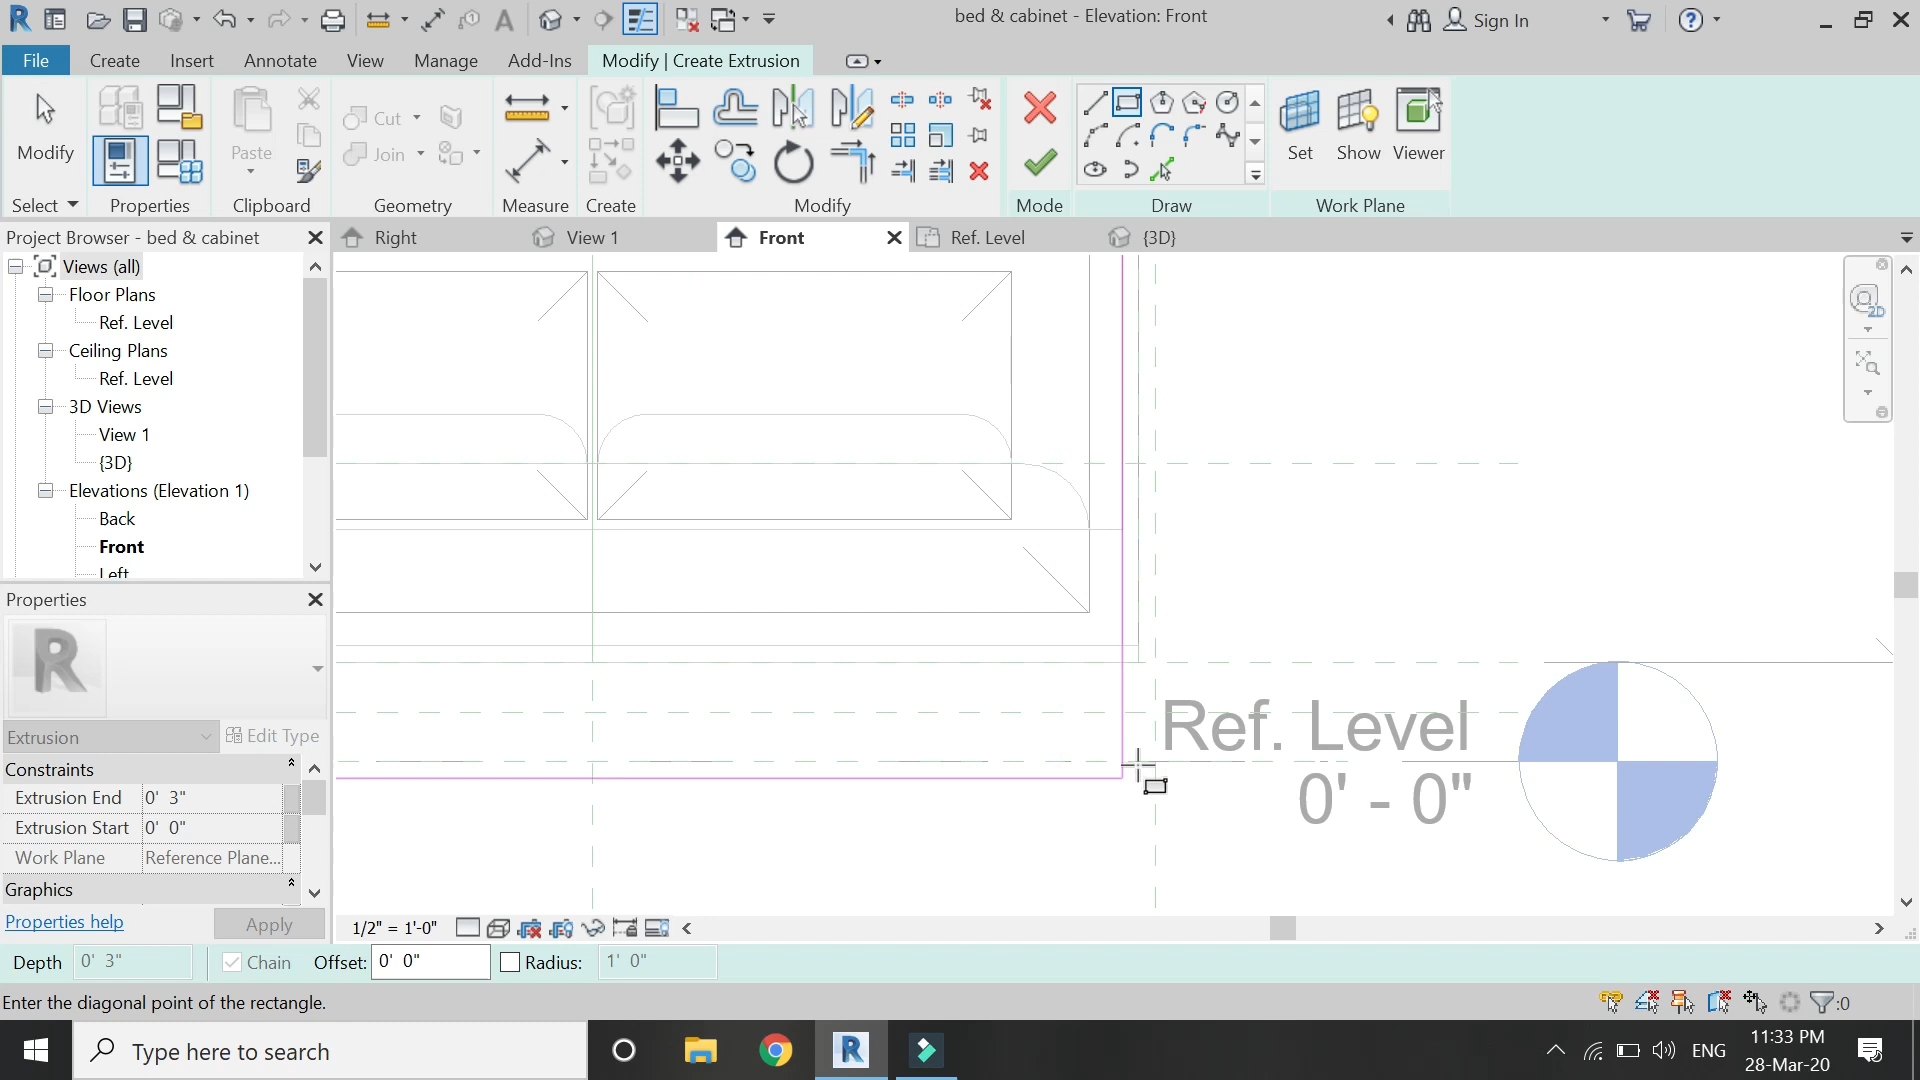 bed & cabinet - Elevation: Front
Sign In
File
Create
Insert
Annotate
View
Manage
Add-Ins
Modify | Create Extrusion
Modify
Paste
Cut
Join
Set
Show
Viewer
Select
Properties
Clipboard
Geometry
Measure
Create
Modify
Mode
Draw
Work Plane
Project Browser - bed & cabinet
Right
View 1
Front
Ref. Level
{3D}
Views (all)
Floor Plans
Ref. Level
Ceiling Plans
Ref. Level
3D Views
View 1
{3D}
Elevations (Elevation 1)
Back
Front
Left
Properties
Extrusion
Edit Type
Constraints
Extrusion End 0' 3"
Extrusion Start 0' 0"
Work Plane Reference Plane...
Graphics
Properties help
Apply
Ref. Level
0' - 0"
2D
1/2" = 1'-0"
Depth 0' 3"
Chain
Offset: 0' 0"
Radius: 1' 0"
Enter the diagonal point of the rectangle.
:0
Type here to search
ENG
11:33 PM
28-Mar-20